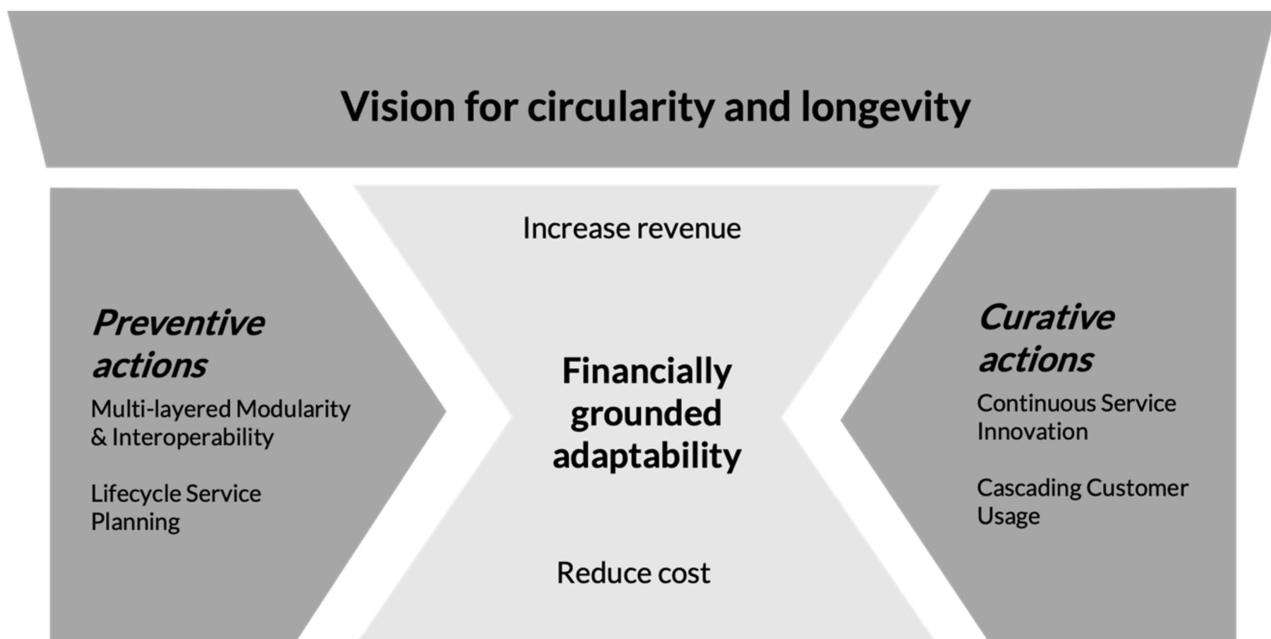 Vision for circularity and longevity
Increase revenue
Preventive
actions
Multi-layered Modularity
& Interoperability
Lifecycle Service
Planning
Financially
grounded
adaptability
Reduce cost
Curative
actions
Continuous Service
Innovation
Cascading Customer
Usage